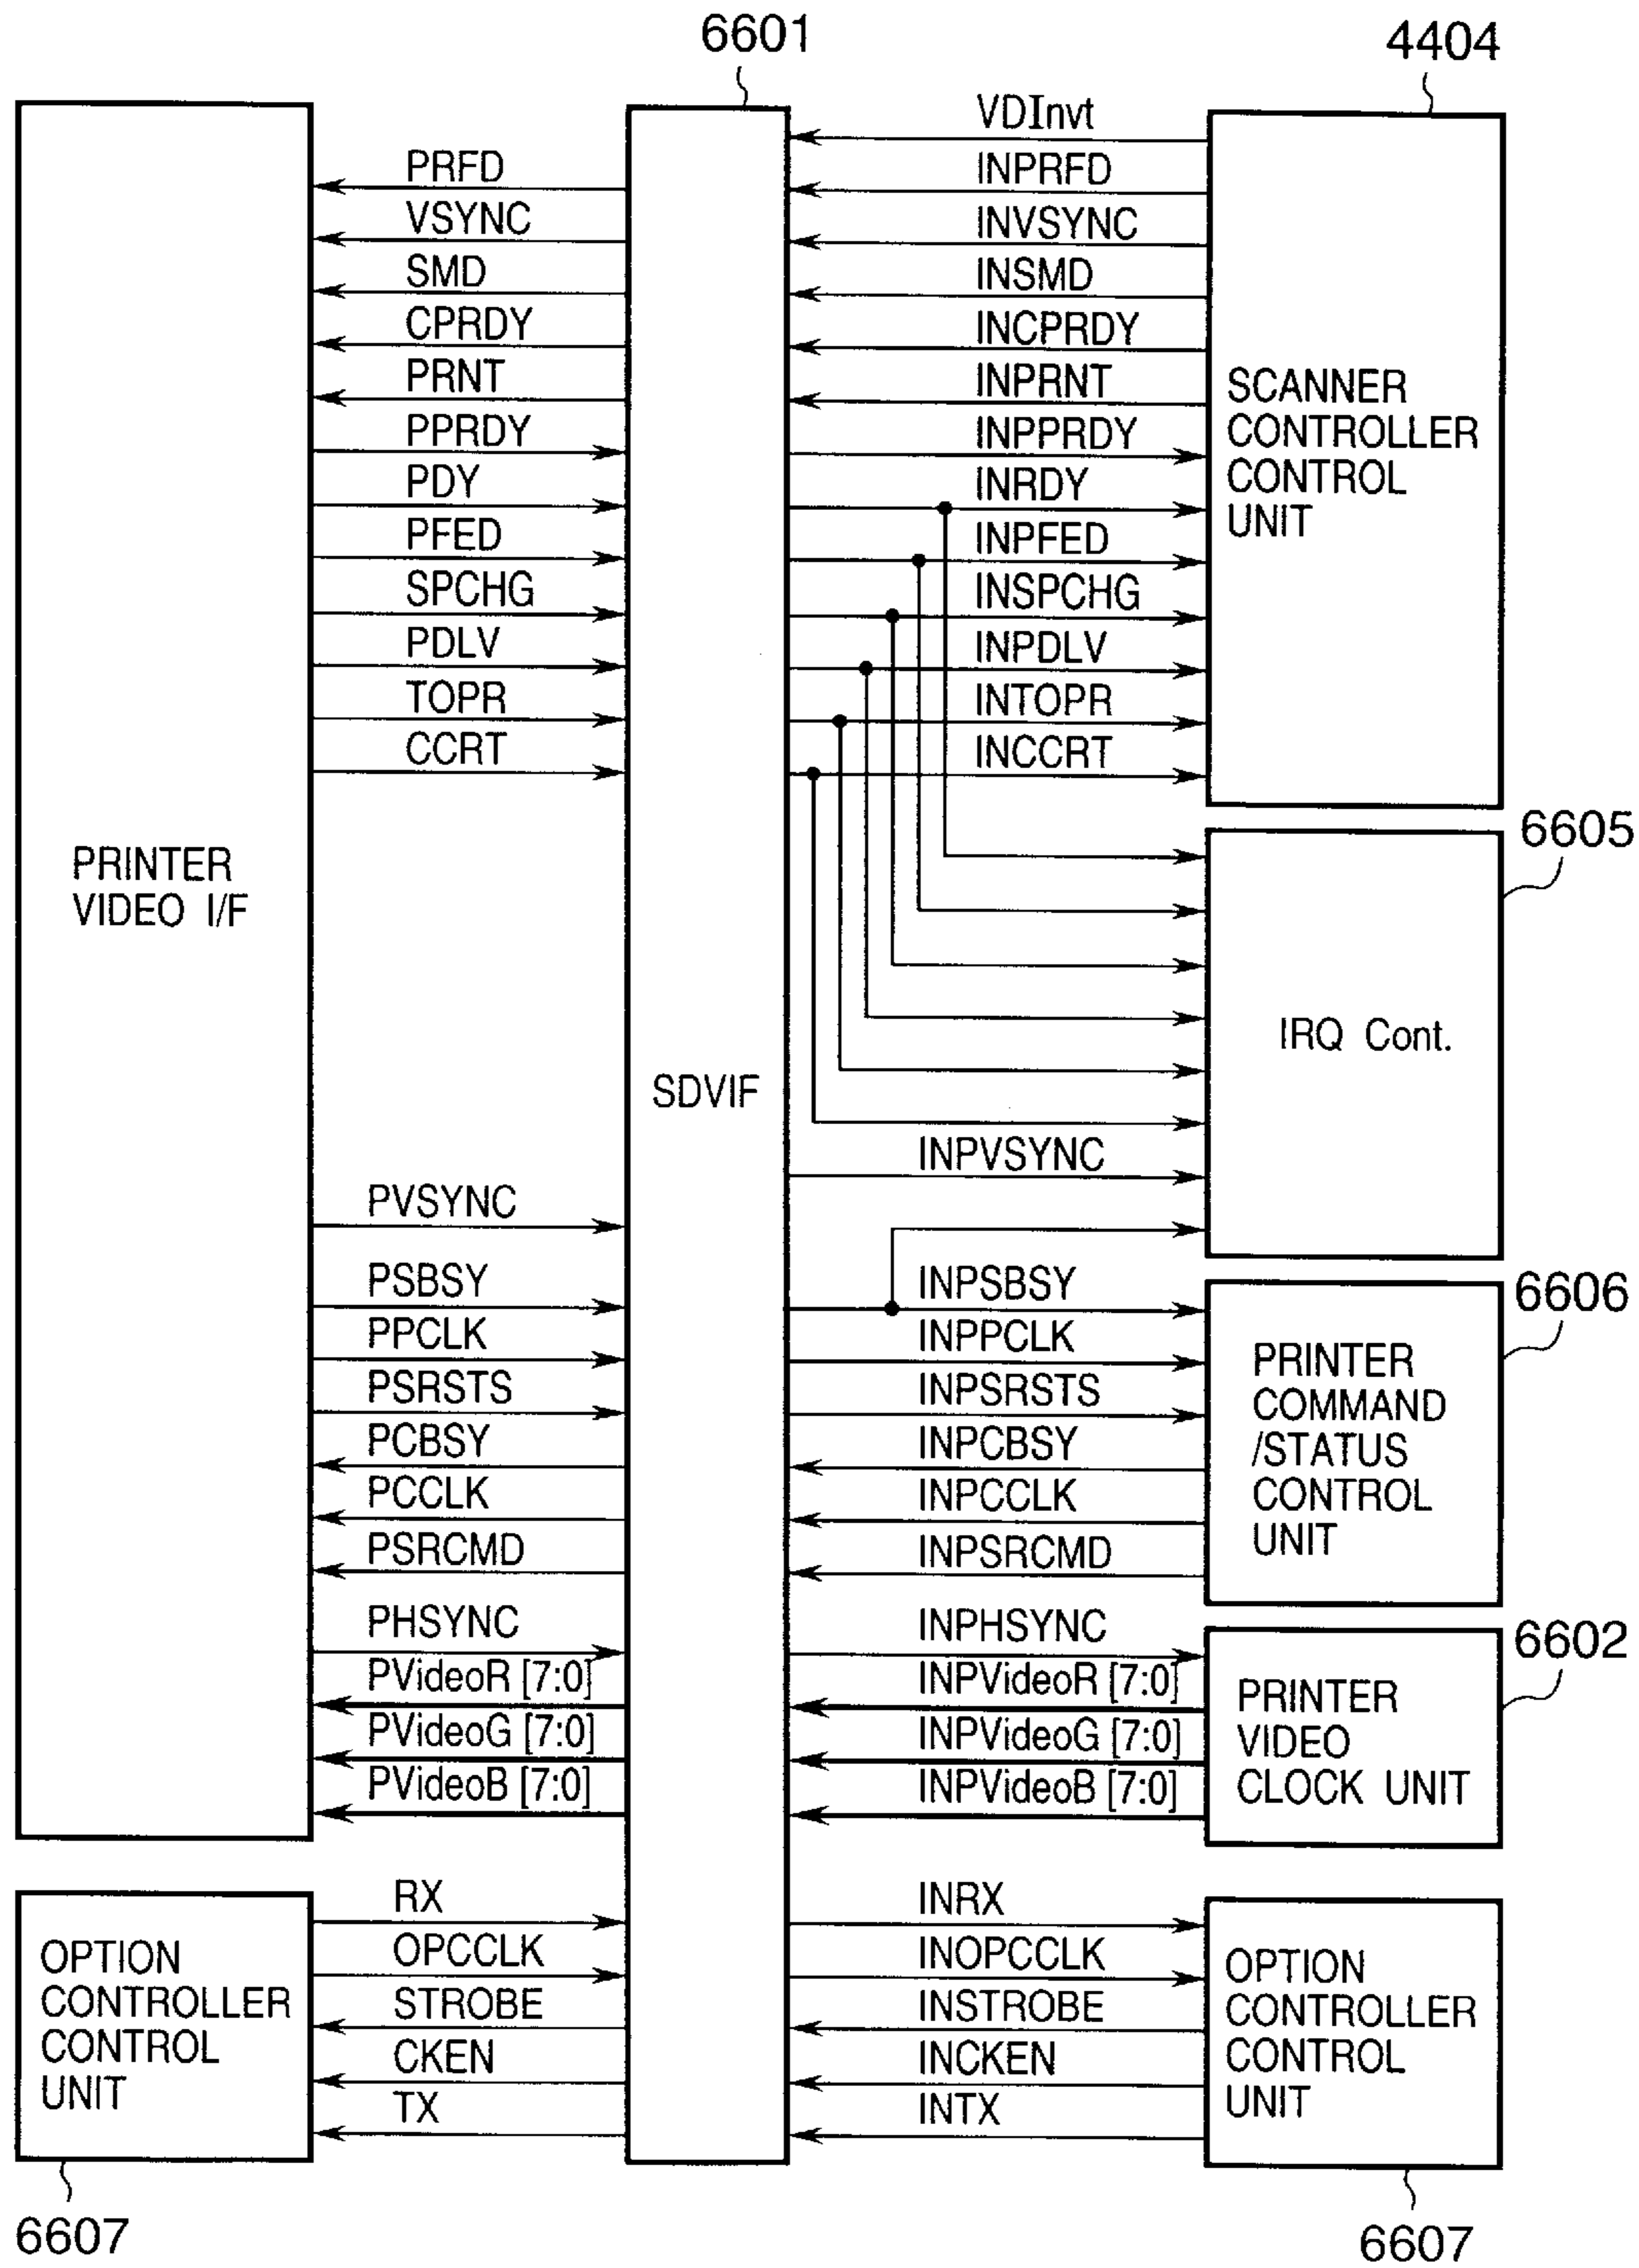 6601
4404
PRINTER
VIDEO I/F
PRFD
VSYNC
SMD
CPRDY
PRNT
PPRDY
PDY
PFED
SPCHG
PDLV
TOPR
CCRT
PVSYNC
PSBSY
PPCLK
PSRSTS
PCBSY
PCCLK
PSRCMD
PHSYNC
PVideoR [7:0]
PVideoG [7:0]
PVideoB [7:0]
SDVIF
VDInvt
INPRFD
INVSYNC
INSMD
INCPRDY
INPRNT
INPPRDY
INRDY
INPFED
INSPCHG
INPDLV
INTOPR
INCCRT
SCANNER
CONTROLLER
CONTROL
UNIT
6605
IRQ Cont.
INPVSYNC
INPSBSY
INPPCLK
INPSRSTS
INPCBSY
INPCCLK
INPSRCMD
6606
PRINTER
COMMAND
/STATUS
CONTROL
UNIT
INPHSYNC
INPVideoR [7:0]
INPVideoG [7:0]
INPVideoB [7:0]
6602
PRINTER
VIDEO
CLOCK UNIT
OPTION
CONTROLLER
CONTROL
UNIT
RX
OPCCLK
STROBE
CKEN
TX
INRX
INOPCCLK
INSTROBE
INCKEN
INTX
OPTION
CONTROLLER
CONTROL
UNIT
6607
6607